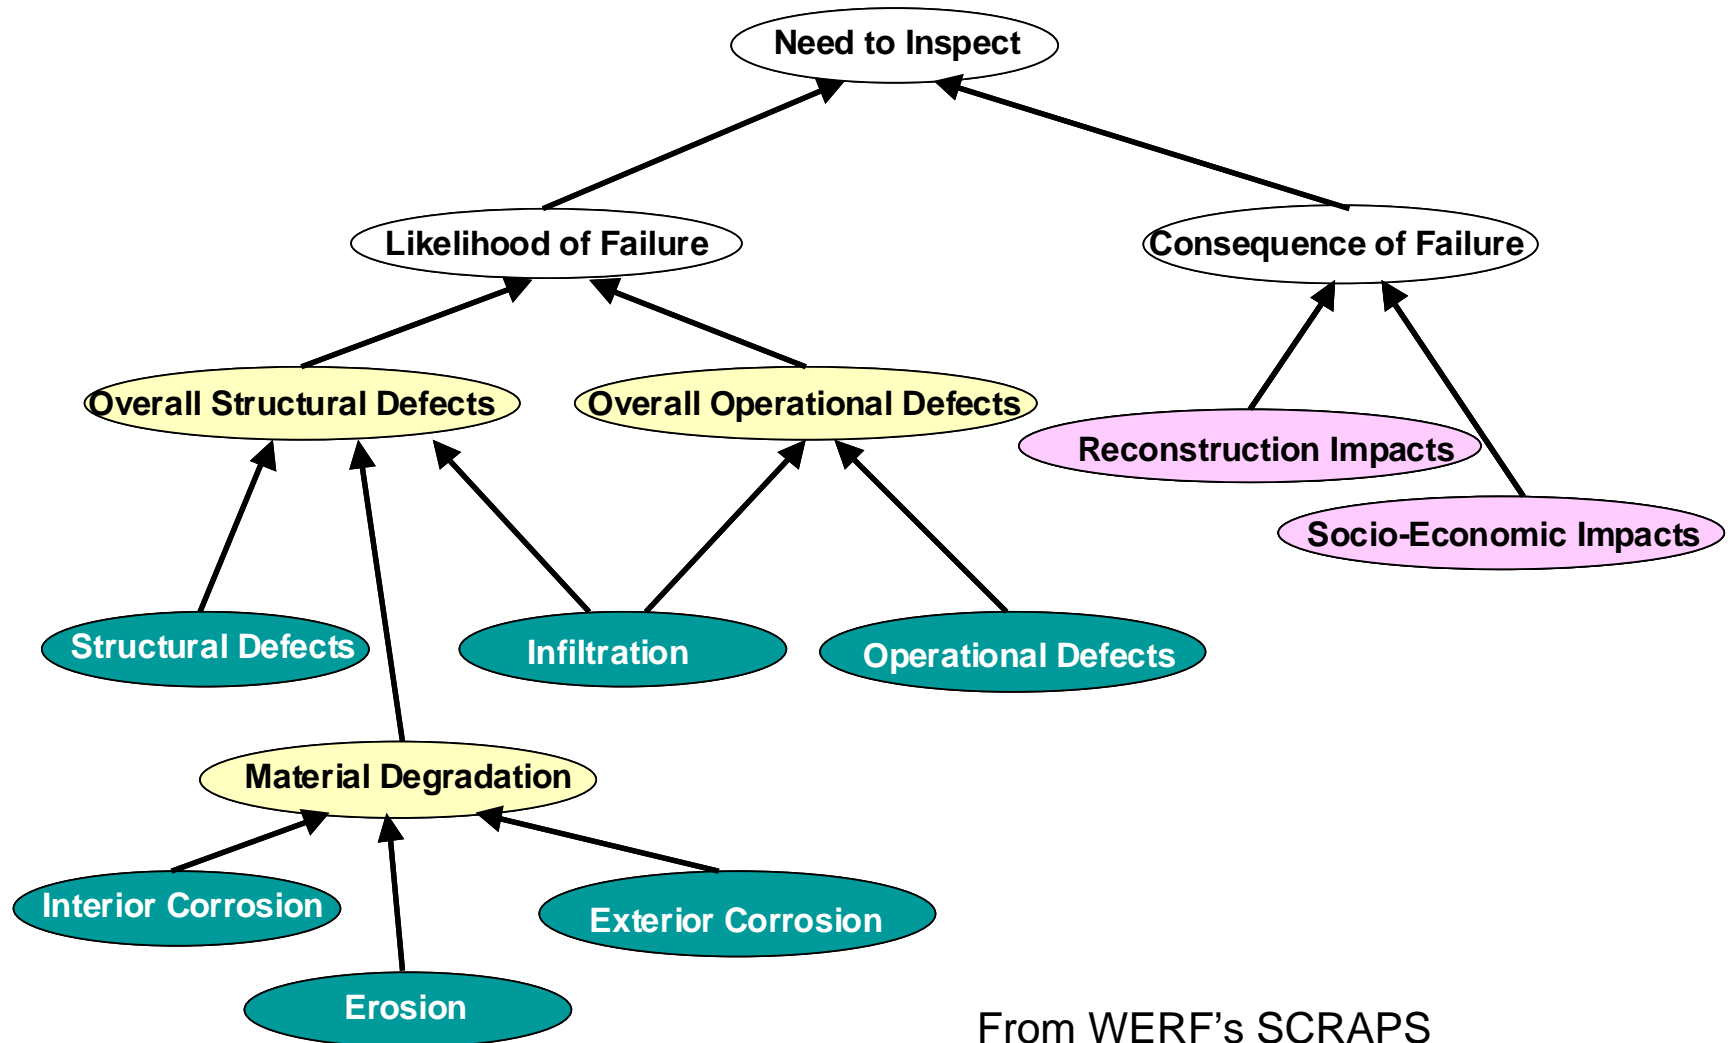 Need to Inspect
Likelihood of Failure
Consequence of Failure
Overall Structural Defects
Overall Operational Defects
Reconstruction Impacts
Socio-Economic Impacts
Structural Defects
Infiltration
Operational Defects
Material Degradation
Interior Corrosion
Exterior Corrosion
Erosion
From WERF's SCRAPS